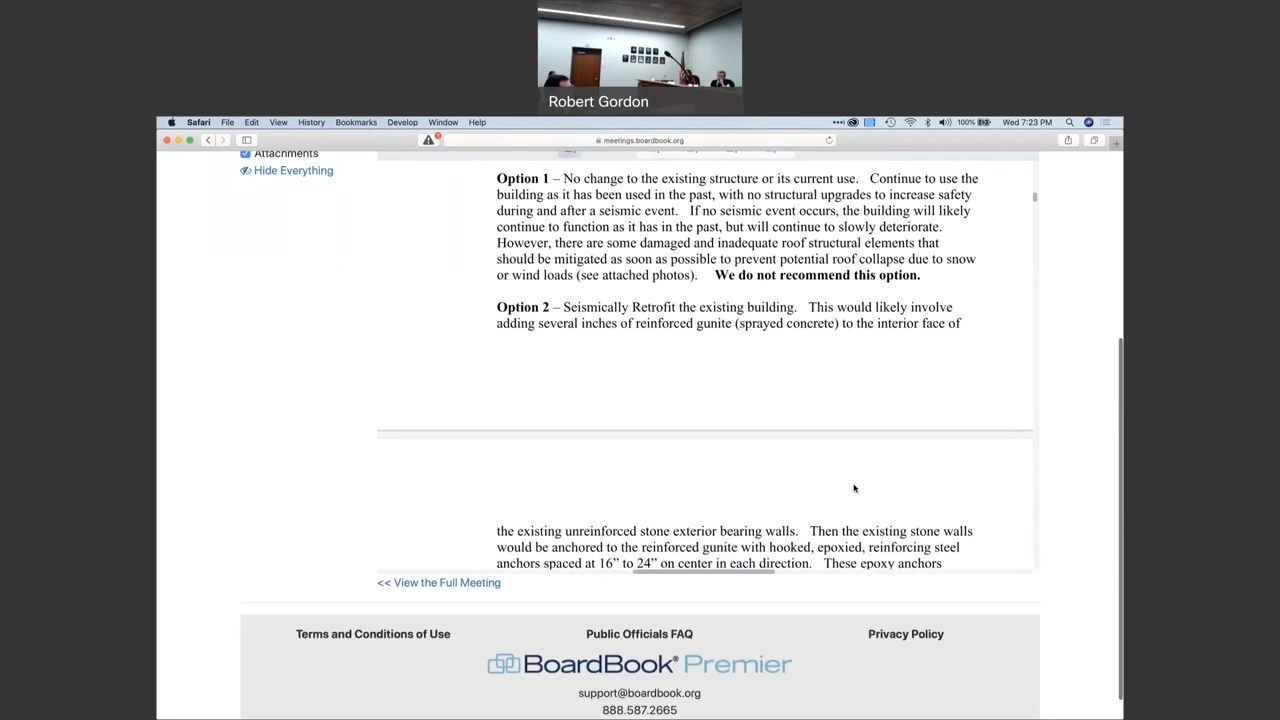 Robert Gordon
Safari File Edit View History Bookmarks Develop Window Help 100% Wed 7:23 PM
meetings.boardbook.org
Attachments
Hide Everything
Option 1 – No change to the existing structure or its current use. Continue to use the
building as it has been used in the past, with no structural upgrades to increase safety
during and after a seismic event. If no seismic event occurs, the building will likely
continue to function as it has in the past, but will continue to slowly deteriorate.
However, there are some damaged and inadequate roof structural elements that
should be mitigated as soon as possible to prevent potential roof collapse due to snow
or wind loads (see attached photos). We do not recommend this option.
Option 2 – Seismically Retrofit the existing building. This would likely involve
adding several inches of reinforced gunite (sprayed concrete) to the interior face of
the existing unreinforced stone exterior bearing walls. Then the existing stone walls
would be anchored to the reinforced gunite with hooked, epoxied, reinforcing steel
anchors spaced at 16” to 24” on center in each direction. These epoxy anchors
<< View the Full Meeting
Terms and Conditions of Use Public Officials FAQ Privacy Policy
BoardBook® Premier
support@boardbook.org
888.587.2665